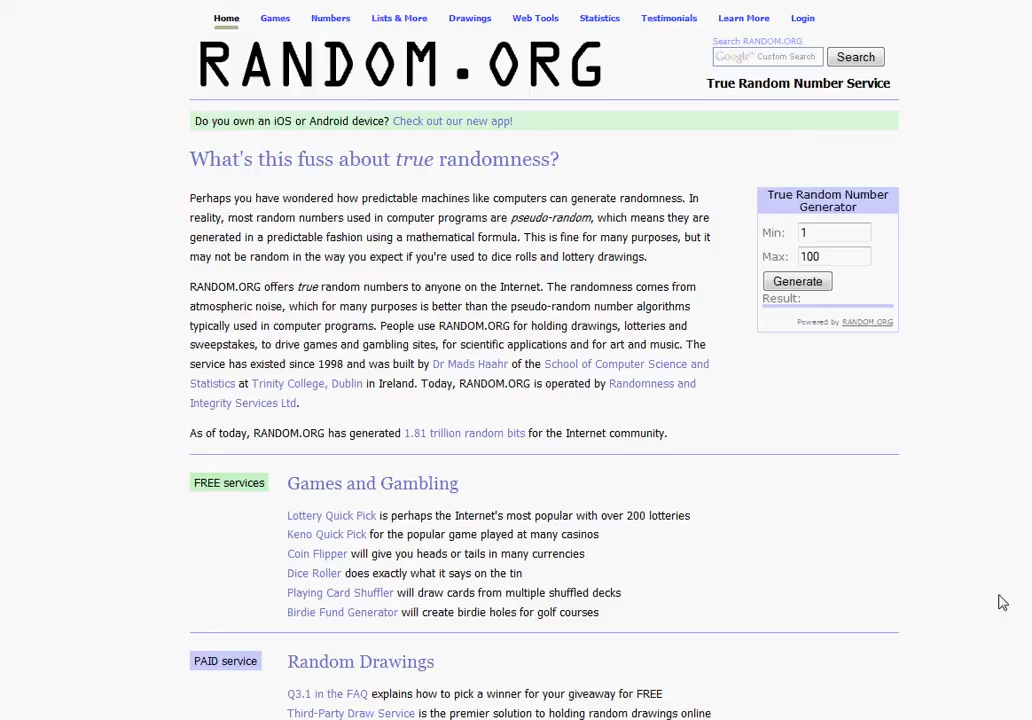 Home Games Numbers Lists & More Drawings Web Tools Statistics Testimonials Learn More Login
RANDOM.ORG
Search RANDOM.ORG
Google™ Custom Search Search
True Random Number Service
Do you own an iOS or Android device? Check out our new app!
What's this fuss about true randomness?
Perhaps you have wondered how predictable machines like computers can generate randomness. In
reality, most random numbers used in computer programs are pseudo-random, which means they are
generated in a predictable fashion using a mathematical formula. This is fine for many purposes, but it
may not be random in the way you expect if you're used to dice rolls and lottery drawings.
RANDOM.ORG offers true random numbers to anyone on the Internet. The randomness comes from
atmospheric noise, which for many purposes is better than the pseudo-random number algorithms
typically used in computer programs. People use RANDOM.ORG for holding drawings, lotteries and
sweepstakes, to drive games and gambling sites, for scientific applications and for art and music. The
service has existed since 1998 and was built by Dr Mads Haahr of the School of Computer Science and
Statistics at Trinity College, Dublin in Ireland. Today, RANDOM.ORG is operated by Randomness and
Integrity Services Ltd.
As of today, RANDOM.ORG has generated 1.81 trillion random bits for the Internet community.
True Random Number
Generator
Min: 1
Max: 100
Generate
Result:
Powered by RANDOM.ORG
FREE services
Games and Gambling
Lottery Quick Pick is perhaps the Internet's most popular with over 200 lotteries
Keno Quick Pick for the popular game played at many casinos
Coin Flipper will give you heads or tails in many currencies
Dice Roller does exactly what it says on the tin
Playing Card Shuffler will draw cards from multiple shuffled decks
Birdie Fund Generator will create birdie holes for golf courses
PAID service
Random Drawings
Q3.1 in the FAQ explains how to pick a winner for your giveaway for FREE
Third-Party Draw Service is the premier solution to holding random drawings online